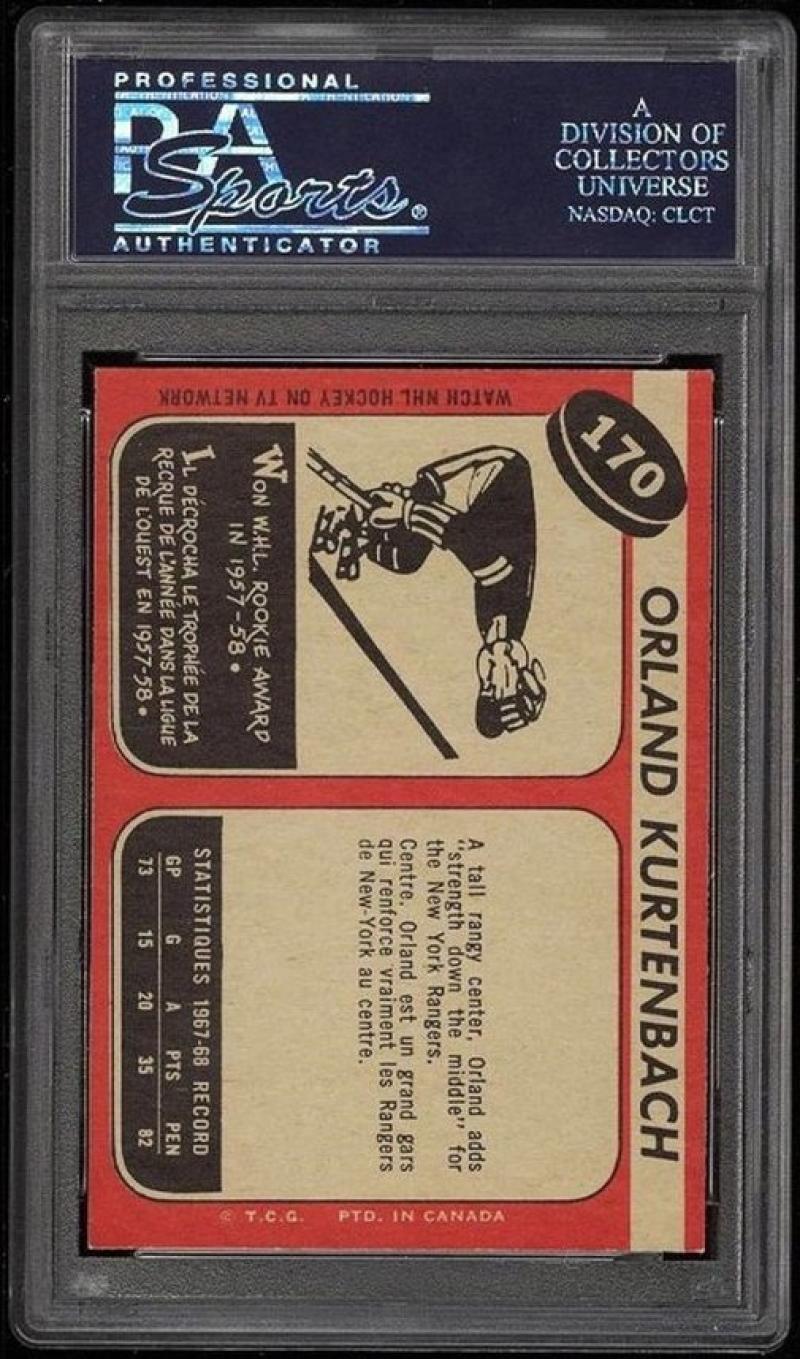 PROFESSIONAL
PSA
Sports®
AUTHENTICATOR
A
DIVISION OF
COLLECTORS
UNIVERSE
NASDAQ: CLCT
170
ORLAND KURTENBACH
WATCH NHL HOCKEY ON TV NETWORK
WON W.H.L. ROOKIE AWARD
IN 1957-58.
IL DÉCROCHA LE TROPHÉE DE LA
RECRUE DE L'ANNÉE DANS LA LIGUE
DE L'OUEST EN 1957-58.
A tall rangy center, Orland adds
"strength down the middle" for
the New York Rangers.
Centre. Orland est un grand gars
qui renforce vraiment les Rangers
de New-York au centre.
STATISTIQUES 1967-68 RECORD
GP G A PTS PEN
73 15 20 35 82
© T.C.G. PTD. IN CANADA